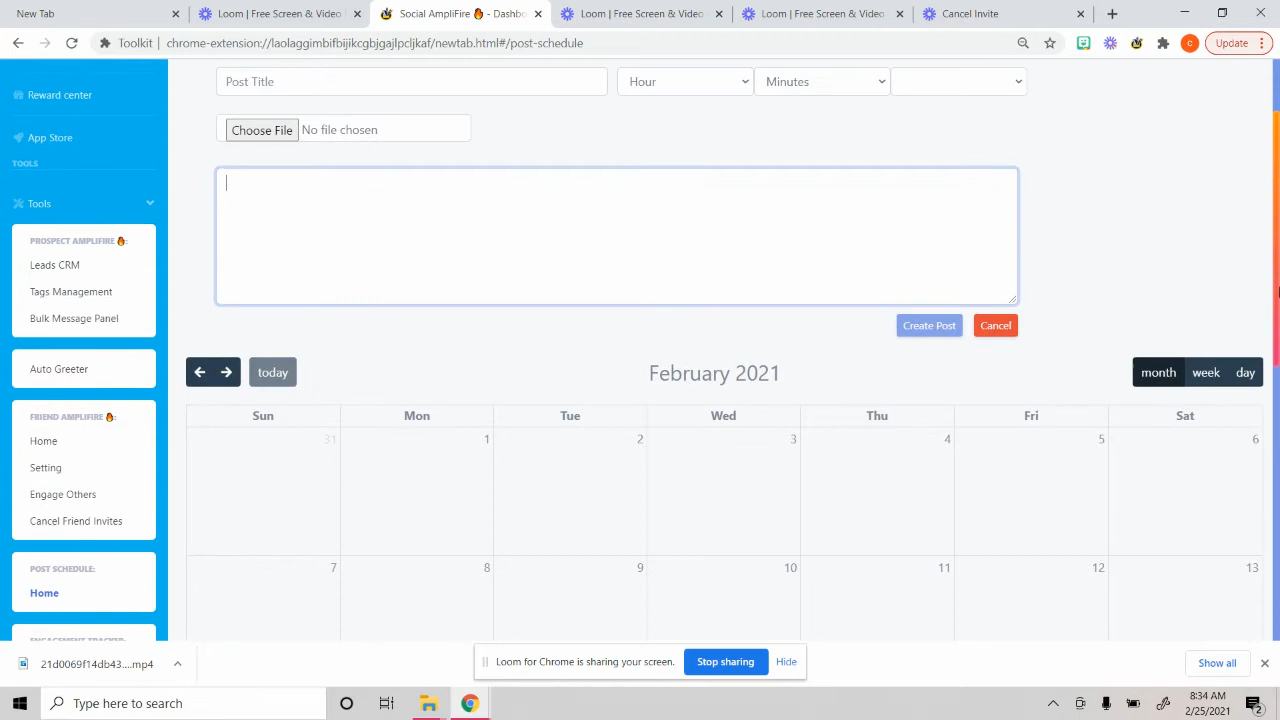 New Tab
Loom | Free Screen & Video
Social AmpliFire - Dashbo
Loom | Free Screen & Video
Loom | Free Screen & Video
Cancel Invite
Toolkit | chrome-extension://laolaggimbifbijikcgbjgajlpcljkaf/newtab.html#/post-schedule
C
Update
Reward center
App Store
TOOLS
Tools
PROSPECT AMPLIFIRE :
Leads CRM
Tags Management
Bulk Message Panel
Auto Greeter
FRIEND AMPLIFIRE :
Home
Setting
Engage Others
Cancel Friend Invites
POST SCHEDULE:
Home
ENGAGEMENT TRACKER:
Post Title
Hour
Minutes
Choose File No file chosen
Create Post
Cancel
today
February 2021
month week day
Sun Mon Tue Wed Thu Fri Sat
31 1 2 3 4 5 6
7 8 9 10 11 12 13
21d0069f14db43....mp4
Loom for Chrome is sharing your screen.
Stop sharing
Hide
Show all
Type here to search
8:34 AM
2/25/2021
2